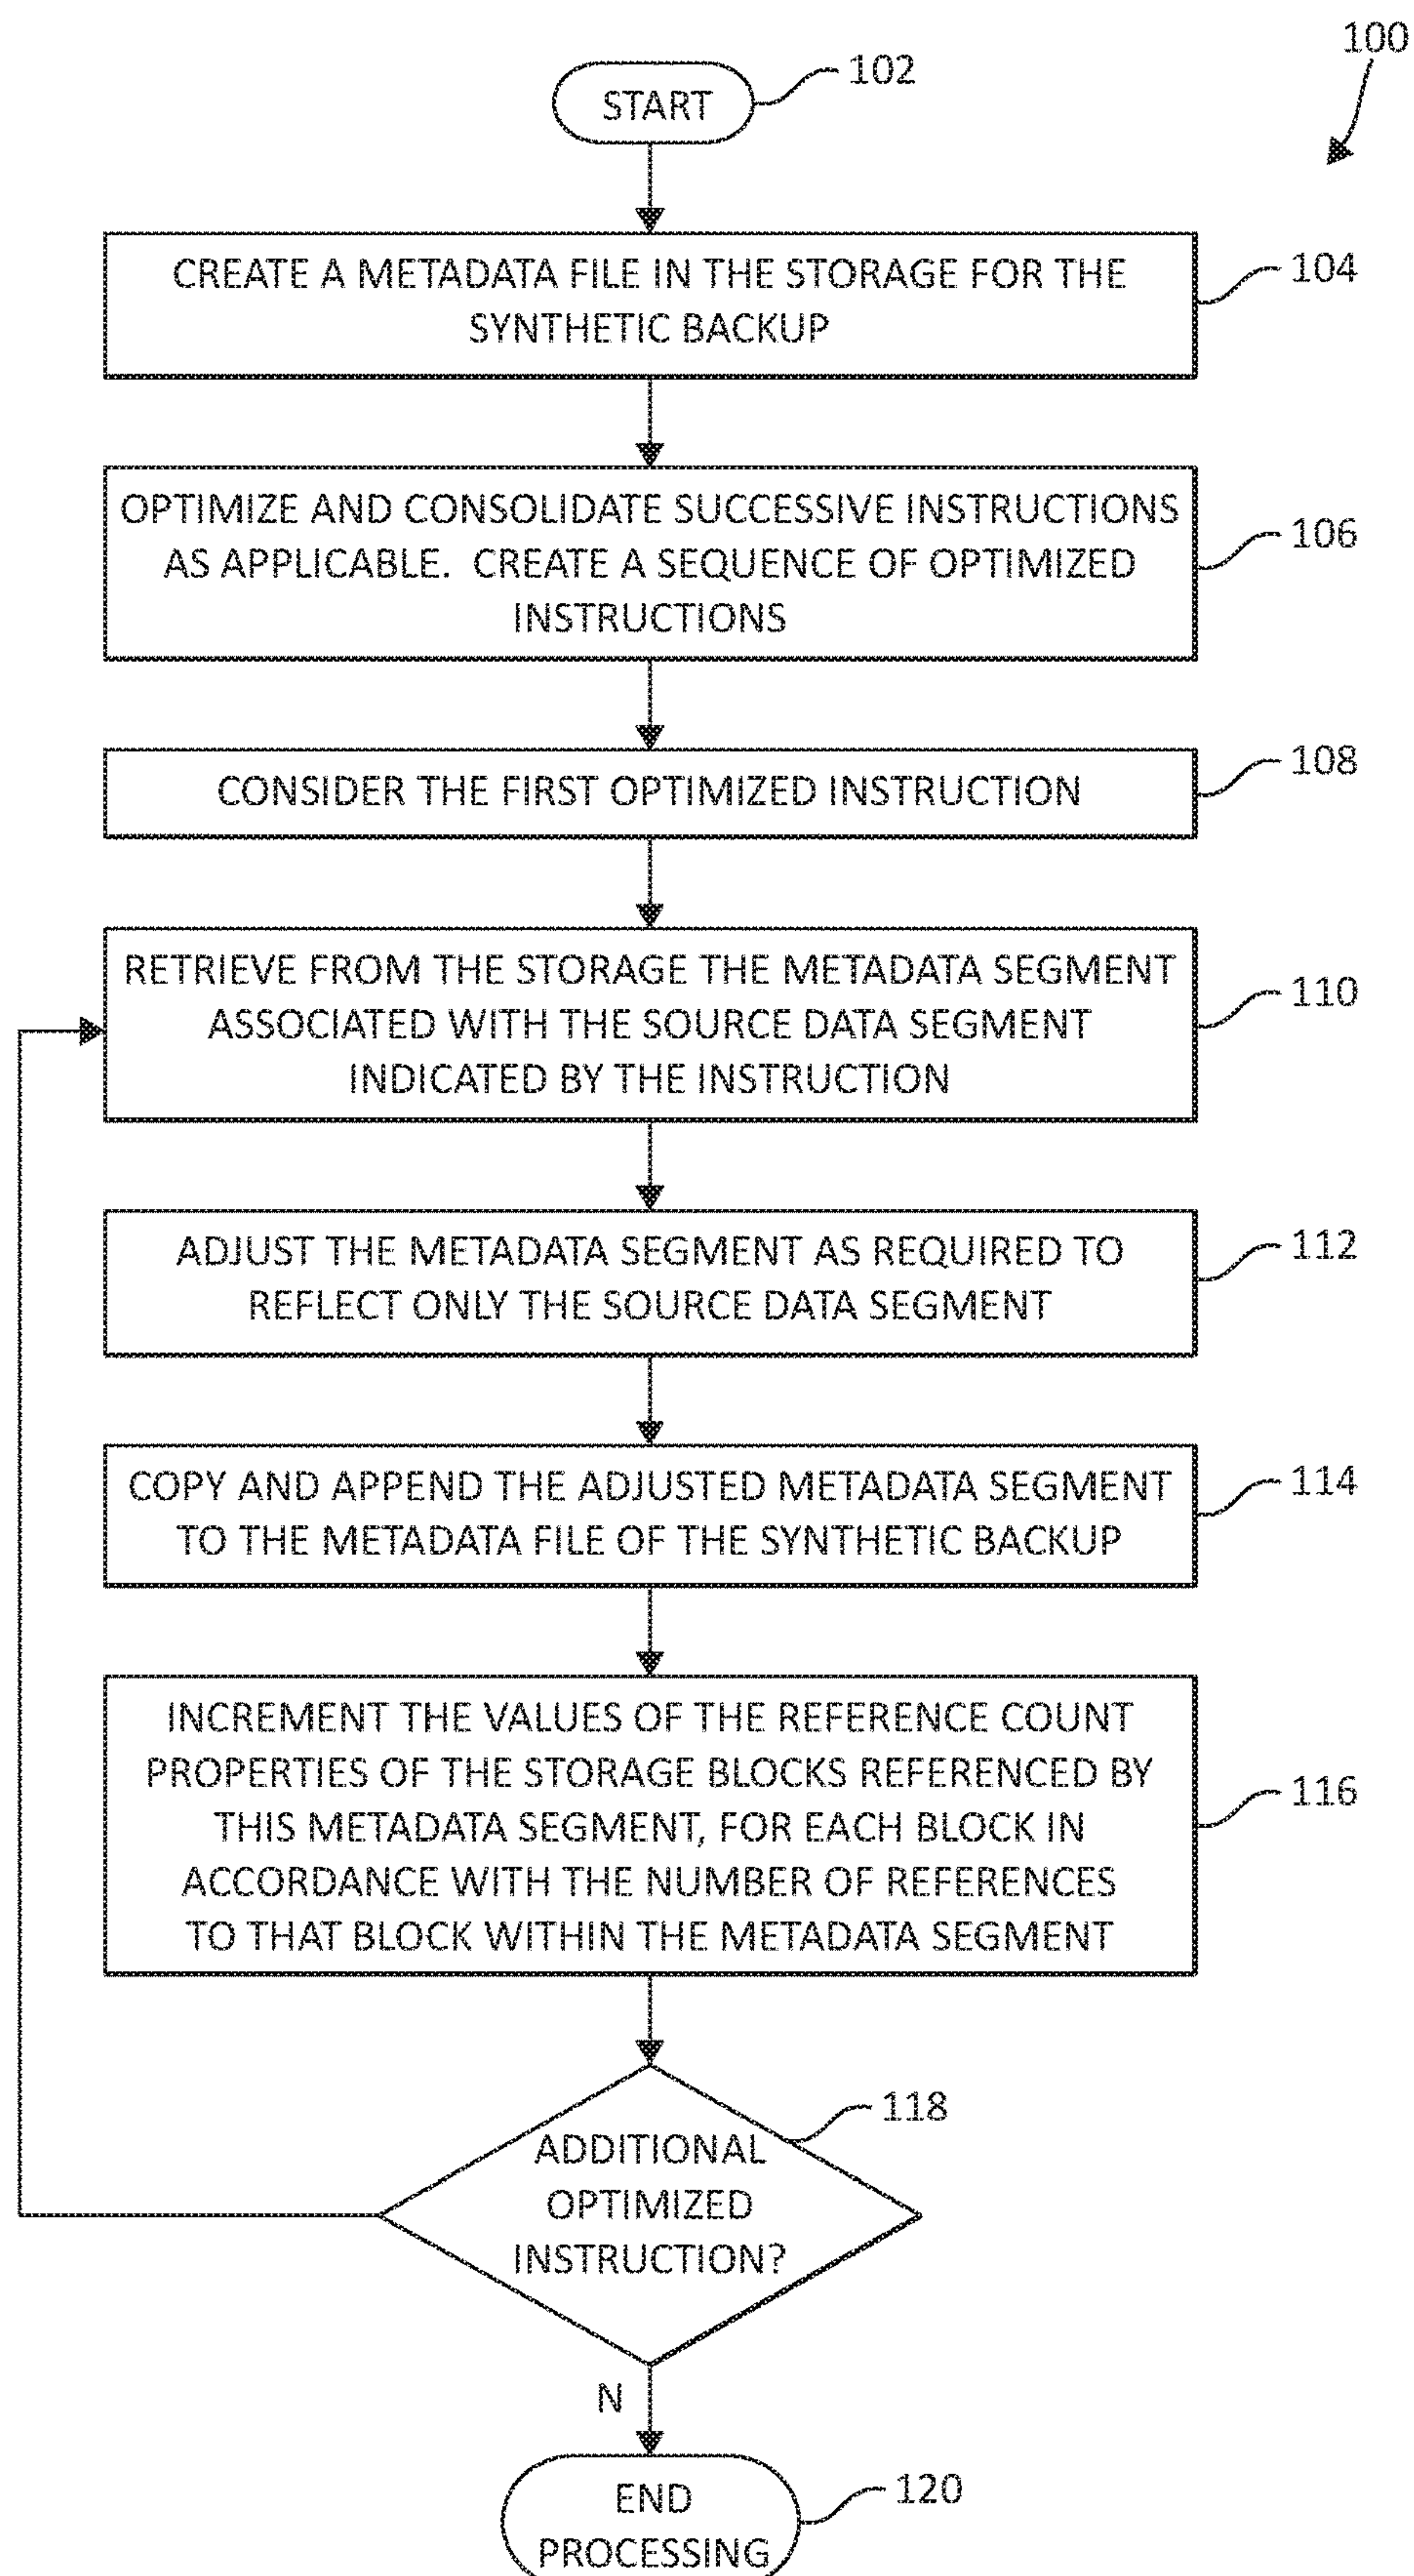 100
START
102
CREATE A METADATA FILE IN THE STORAGE FOR THE
SYNTHETIC BACKUP
104
OPTIMIZE AND CONSOLIDATE SUCCESSIVE INSTRUCTIONS
AS APPLICABLE. CREATE A SEQUENCE OF OPTIMIZED
INSTRUCTIONS
106
CONSIDER THE FIRST OPTIMIZED INSTRUCTION
108
RETRIEVE FROM THE STORAGE THE METADATA SEGMENT
ASSOCIATED WITH THE SOURCE DATA SEGMENT
INDICATED BY THE INSTRUCTION
110
ADJUST THE METADATA SEGMENT AS REQUIRED TO
REFLECT ONLY THE SOURCE DATA SEGMENT
112
COPY AND APPEND THE ADJUSTED METADATA SEGMENT
TO THE METADATA FILE OF THE SYNTHETIC BACKUP
114
INCREMENT THE VALUES OF THE REFERENCE COUNT
PROPERTIES OF THE STORAGE BLOCKS REFERENCED BY
THIS METADATA SEGMENT, FOR EACH BLOCK IN
ACCORDANCE WITH THE NUMBER OF REFERENCES
TO THAT BLOCK WITHIN THE METADATA SEGMENT
116
ADDITIONAL
OPTIMIZED
INSTRUCTION?
118
N
END
PROCESSING
120